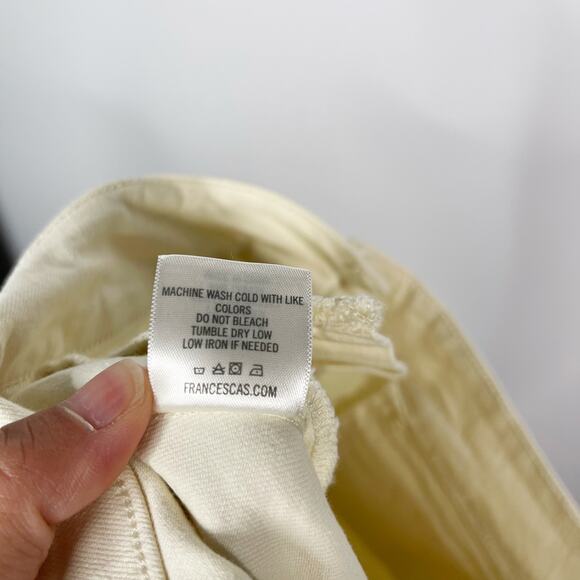 MACHINE WASH COLD WITH LIKE
COLORS
DO NOT BLEACH
TUMBLE DRY LOW
LOW IRON IF NEEDED
FRANCESCAS.COM